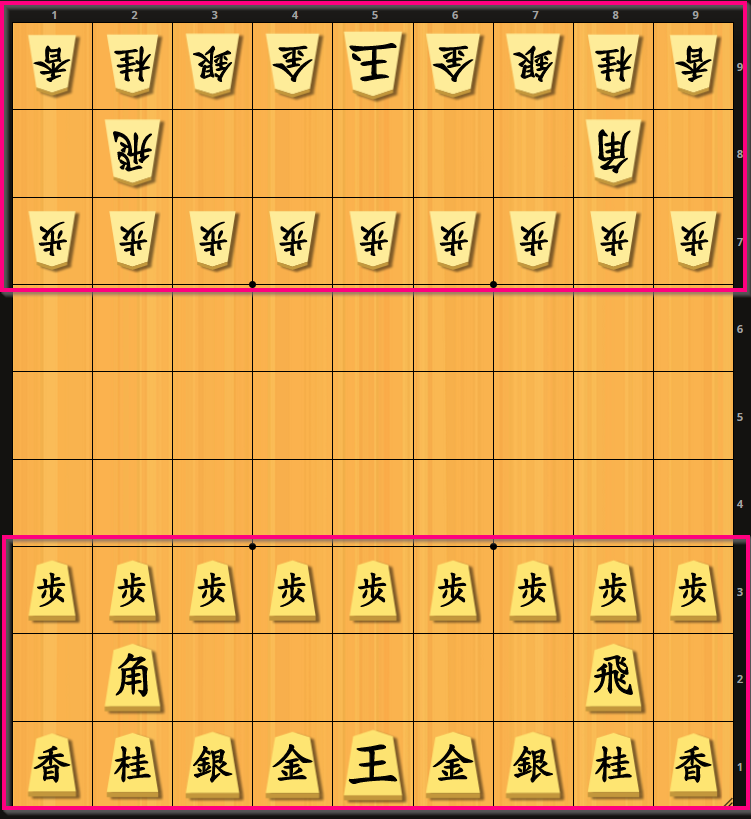 1 2 3 4 5 6 7 8 9
香 桂 銀 金 王 金 銀 桂 香 9
飛 角 8
歩 歩 歩 歩 歩 歩 歩 歩 歩 7
6
5
4
歩 歩 歩 歩 歩 歩 歩 歩 歩 3
角 飛 2
香 桂 銀 金 王 金 銀 桂 香 1